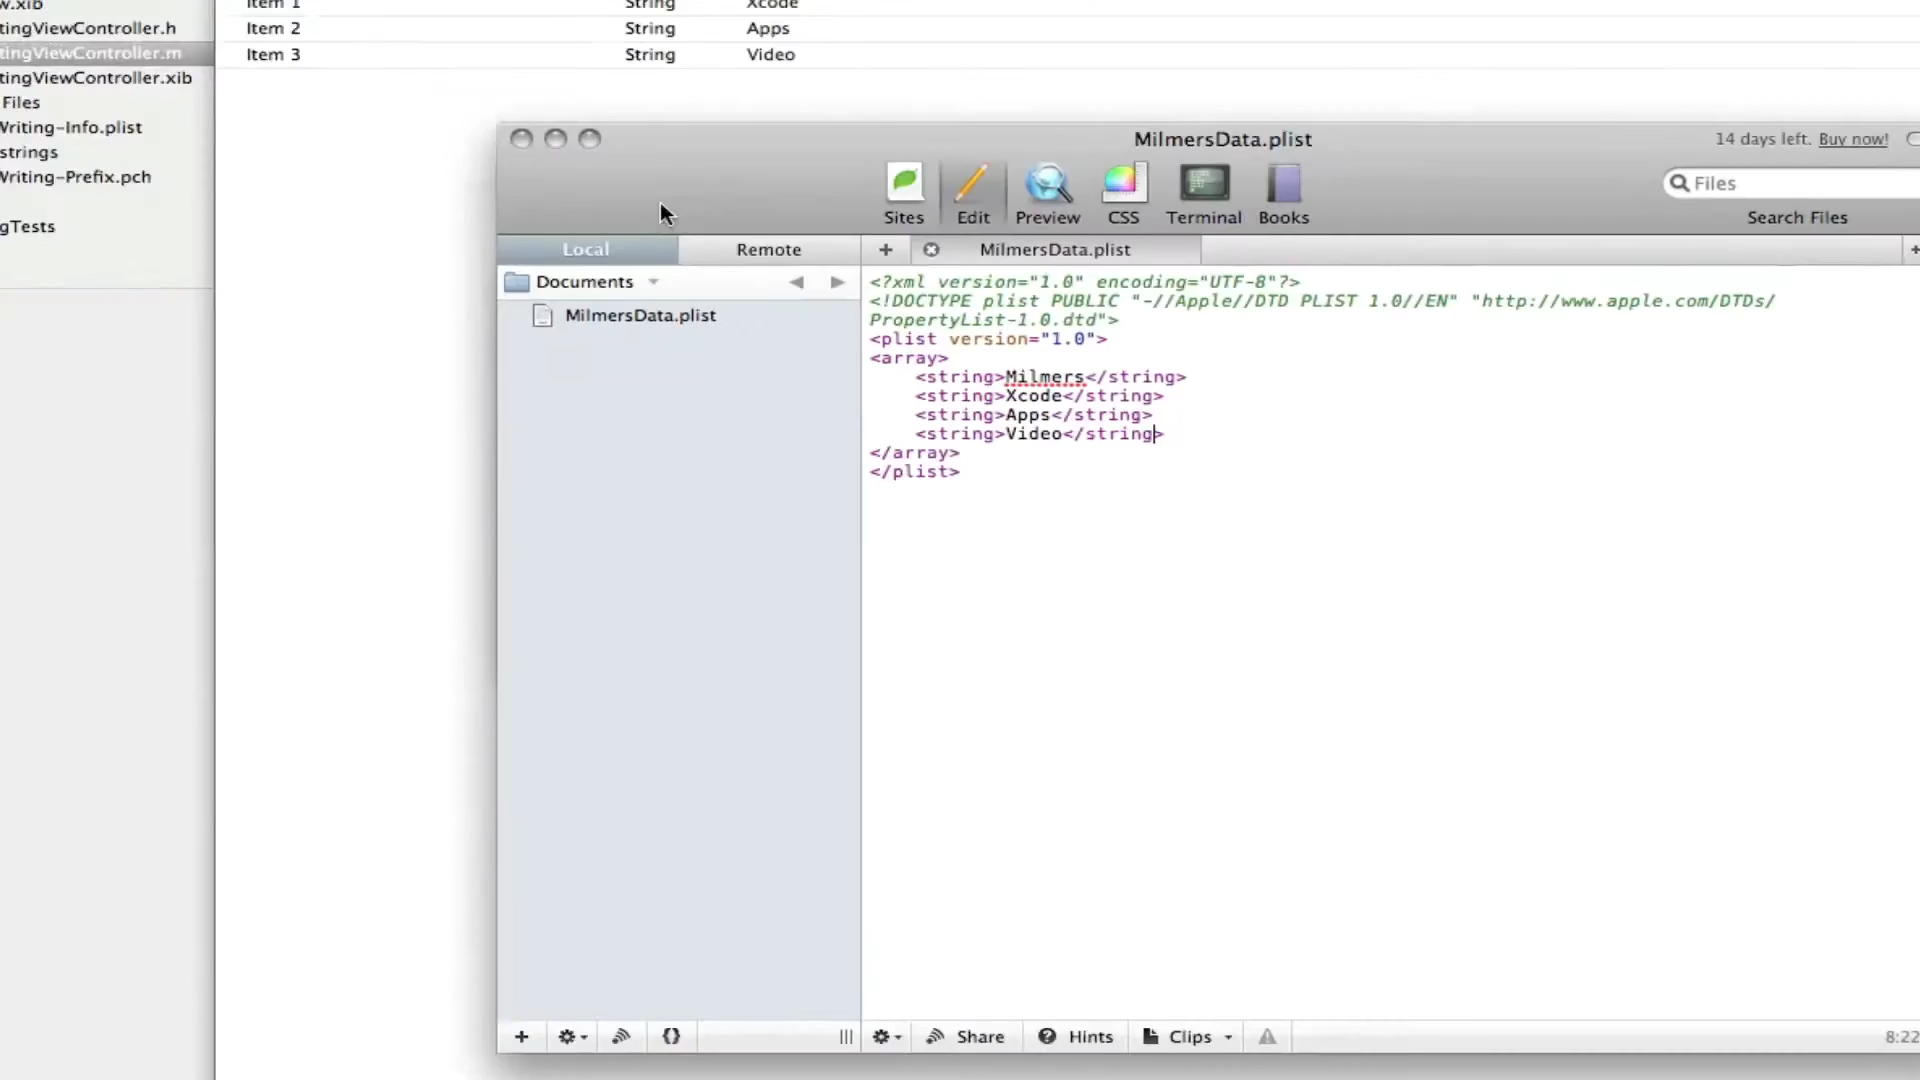 w.xib
tingViewController.h
tingViewController.m
tingViewController.xib
Files
Writing-Info.plist
strings
Writing-Prefix.pch
gTests
Item 1 String Xcode
Item 2 String Apps
Item 3 String Video
MilmersData.plist
14 days left. Buy now!
Sites Edit Preview CSS Terminal Books
Files
Search Files
Local Remote
+ MilmersData.plist +
Documents
MilmersData.plist
<?xml version="1.0" encoding="UTF-8"?>
<!DOCTYPE plist PUBLIC "-//Apple//DTD PLIST 1.0//EN" "http://www.apple.com/DTDs/
PropertyList-1.0.dtd">
<plist version="1.0">
<array>
<string>Milmers</string>
<string>Xcode</string>
<string>Apps</string>
<string>Video</string>
</array>
</plist>
+ {} Share Hints Clips 8:22